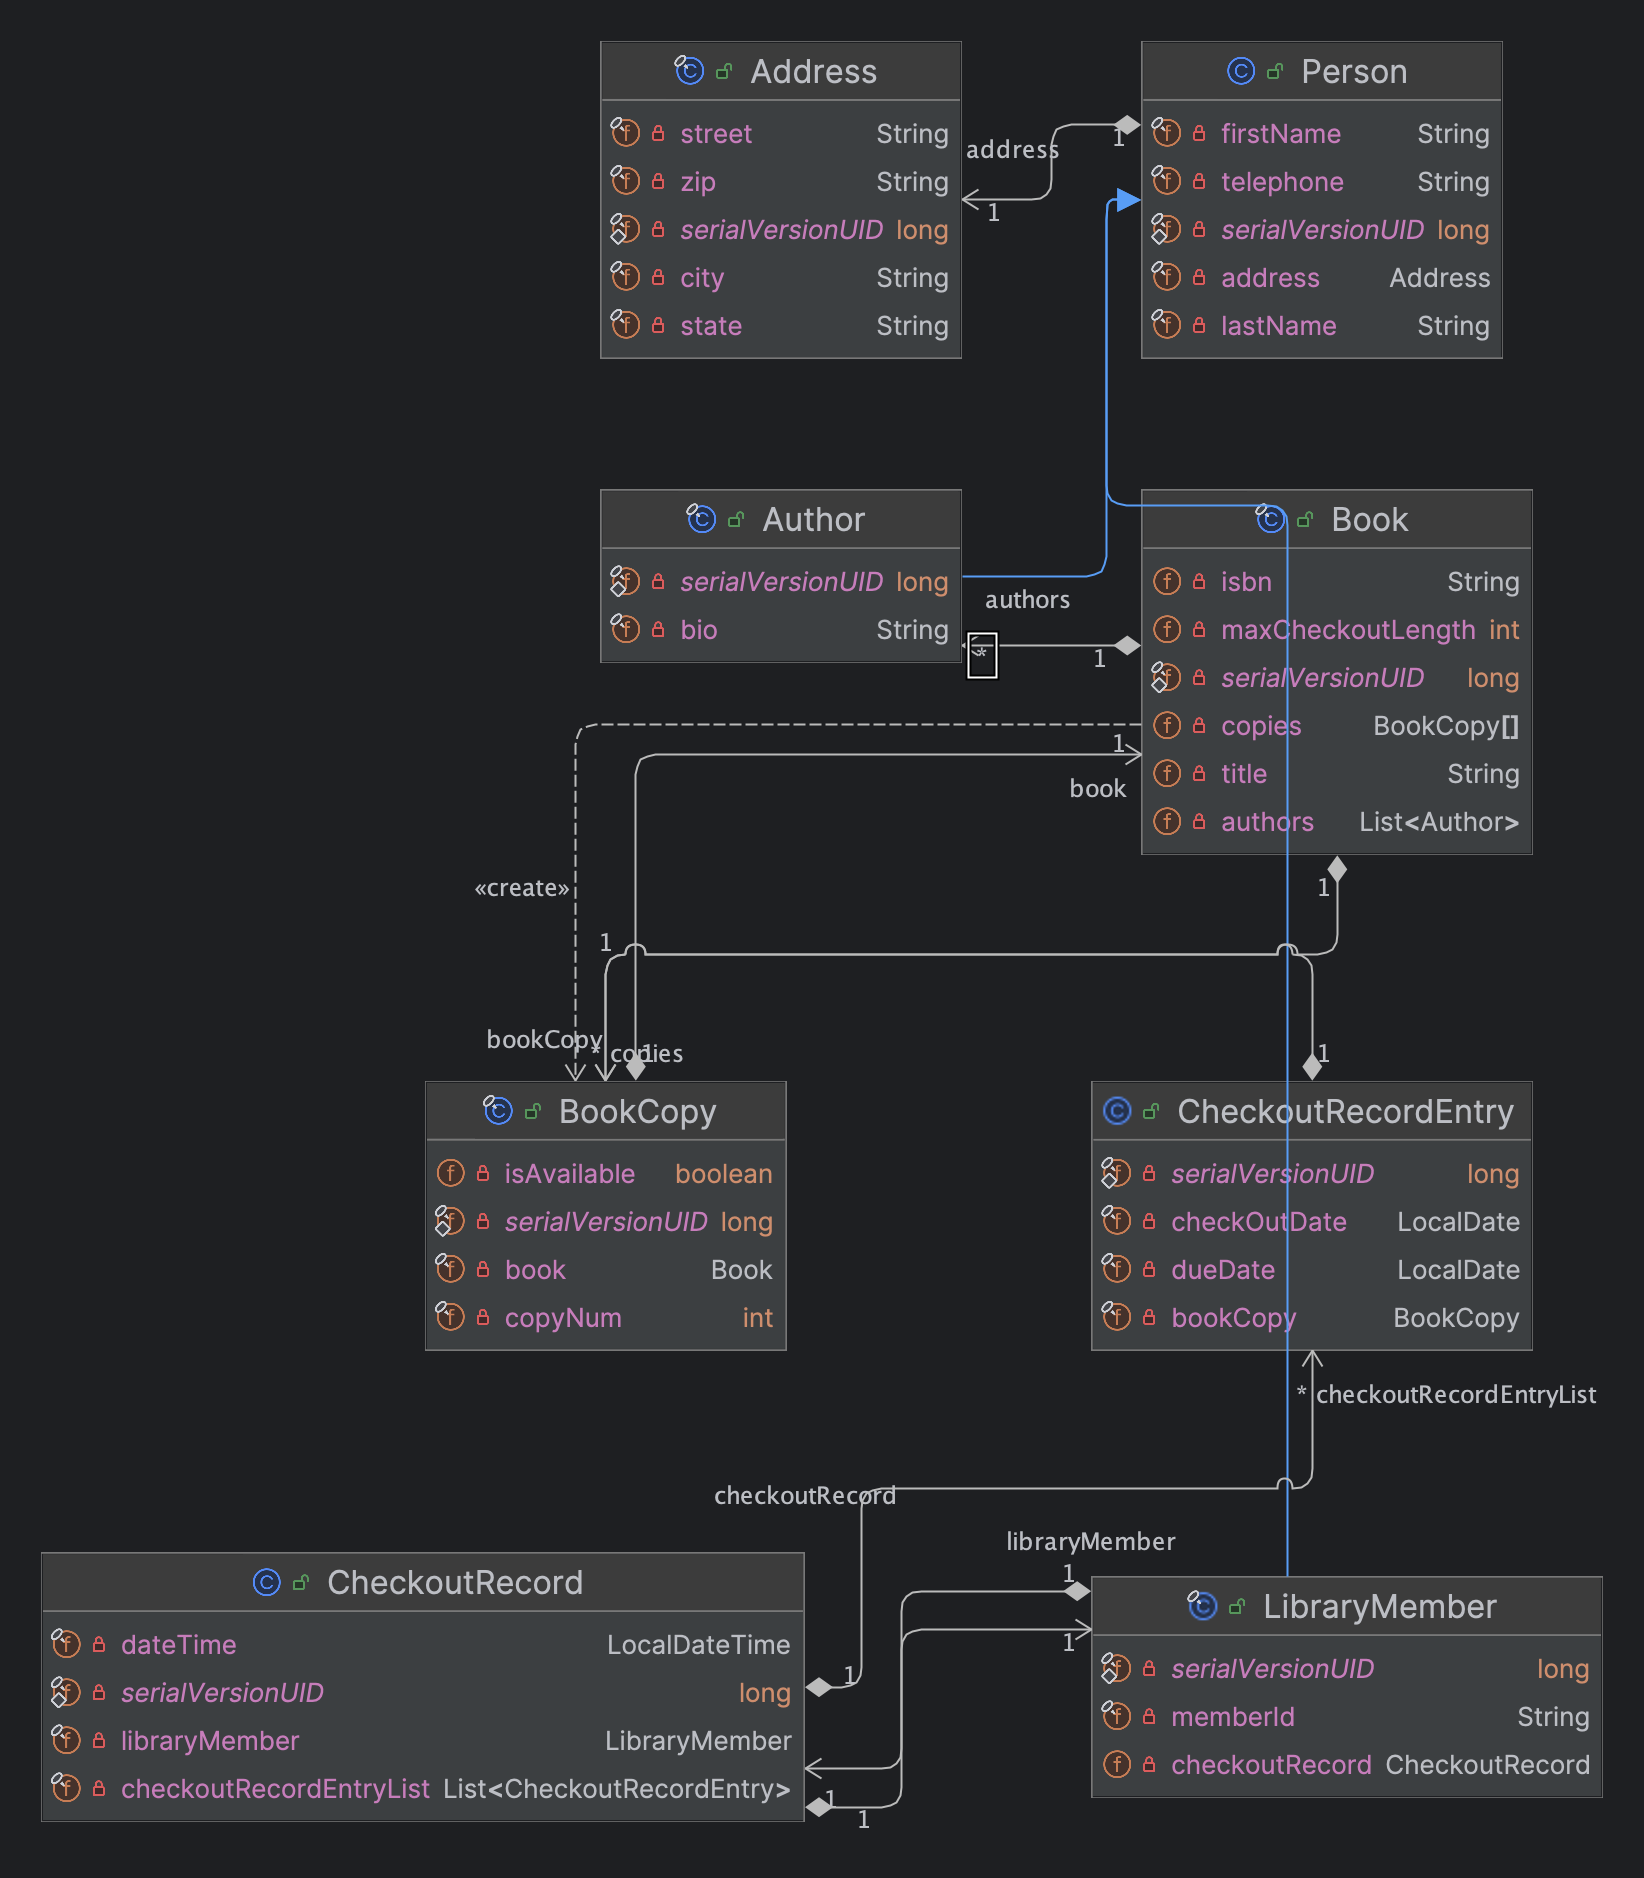 Address
street String
zip String
serialVersionUID long
city String
state String
Person
firstName String
telephone String
serialVersionUID long
address Address
lastName String
address
1
1
Author
serialVersionUID long
bio String
Book
isbn String
maxCheckoutLength int
serialVersionUID long
copies BookCopy[]
title String
authors List<Author>
authors
*
1
1
book
«create»
1
1
bookCopy
* copies
1
1
BookCopy
isAvailable boolean
serialVersionUID long
book Book
copyNum int
CheckoutRecordEntry
serialVersionUID long
checkOutDate LocalDate
dueDate LocalDate
bookCopy BookCopy
* checkoutRecordEntryList
checkoutRecord
libraryMember
1
CheckoutRecord
dateTime LocalDateTime
serialVersionUID long
libraryMember LibraryMember
checkoutRecordEntryList List<CheckoutRecordEntry>
1
1
1
1
LibraryMember
serialVersionUID long
memberId String
checkoutRecord CheckoutRecord